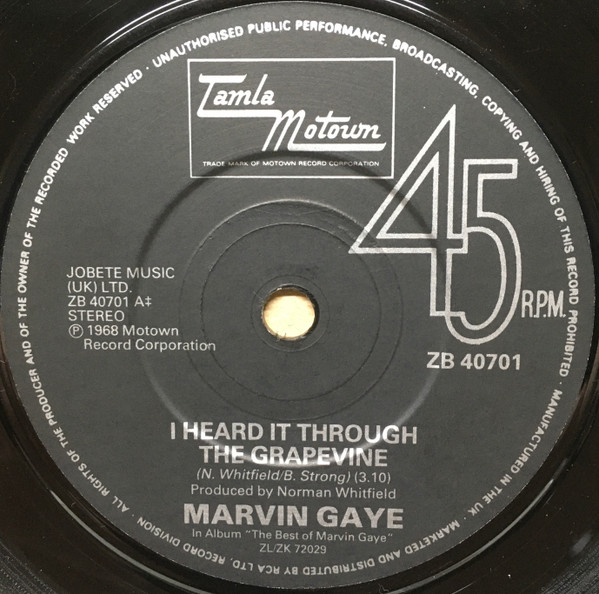 Tamla
Motown
TRADE MARK OF MOTOWN RECORD CORPORATION
45
R.P.M.
ZB 40701
JOBETE MUSIC
(UK) LTD.
ZB 40701 A‡
STEREO
℗ 1968 Motown
Record Corporation
I HEARD IT THROUGH
THE GRAPEVINE
(N. Whitfield/B. Strong) (3.10)
Produced by Norman Whitfield
MARVIN GAYE
In Album "The Best of Marvin Gaye"
ZL/ZK 72029
ALL RIGHTS OF THE PRODUCER AND OF THE OWNER OF THE RECORDED WORK RESERVED · UNAUTHORISED PUBLIC PERFORMANCE, BROADCASTING, COPYING AND HIRING OF THIS RECORD PROHIBITED · MANUFACTURED IN THE UK · MARKETED AND DISTRIBUTED BY RCA LTD. RECORD DIVISION ·